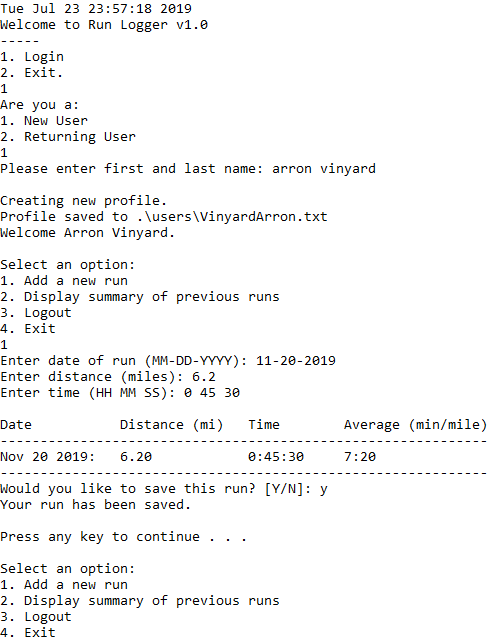 Tue Jul 23 23:57:18 2019
Welcome to Run Logger v1.0
-----
1. Login
2. Exit.
1
Are you a:
1. New User
2. Returning User
1
Please enter first and last name: arron vinyard
Creating new profile.
Profile saved to .\users\VinyardArron.txt
Welcome Arron Vinyard.
Select an option:
1. Add a new run
2. Display summary of previous runs
3. Logout
4. Exit
1
Enter date of run (MM-DD-YYYY): 11-20-2019
Enter distance (miles): 6.2
Enter time (HH MM SS): 0 45 30
Date Distance (mi) Time Average (min/mile)
-------------------------------------------------------------
Nov 20 2019: 6.20 0:45:30 7:20
-------------------------------------------------------------
Would you like to save this run? [Y/N]: y
Your run has been saved.
Press any key to continue . . .
Select an option:
1. Add a new run
2. Display summary of previous runs
3. Logout
4. Exit